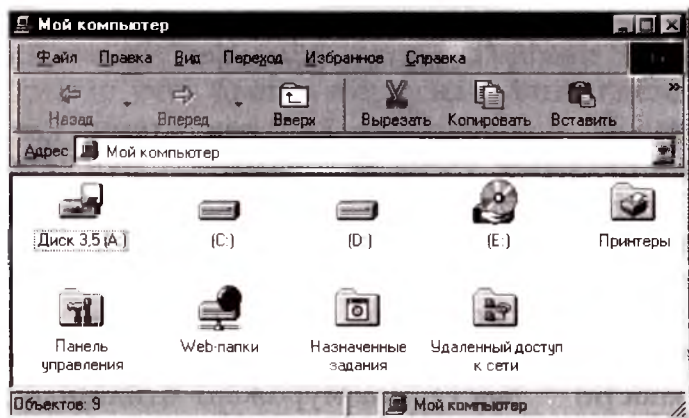 Мой компьютер
Файл Правка Вид Переход Избранное Справка
Назад Вперед Вверх Вырезать Копировать Вставить »
Адрес Мой компьютер
Диск 3,5 (A:) (C:) (D:) (E:) Принтеры
Панель управления
Web-папки
Назначенные задания
Удаленный доступ к сети
Объектов: 9 Мой компьютер